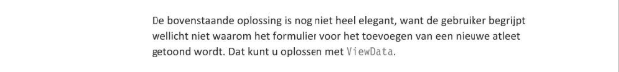 De bovenstaande oplossing is nog niet heel elegant, want de gebruiker begrijpt
wellicht niet waarom het formulier voor het toevoegen van een nieuwe atleet
getoond wordt. Dat kunt u oplossen met ViewData.